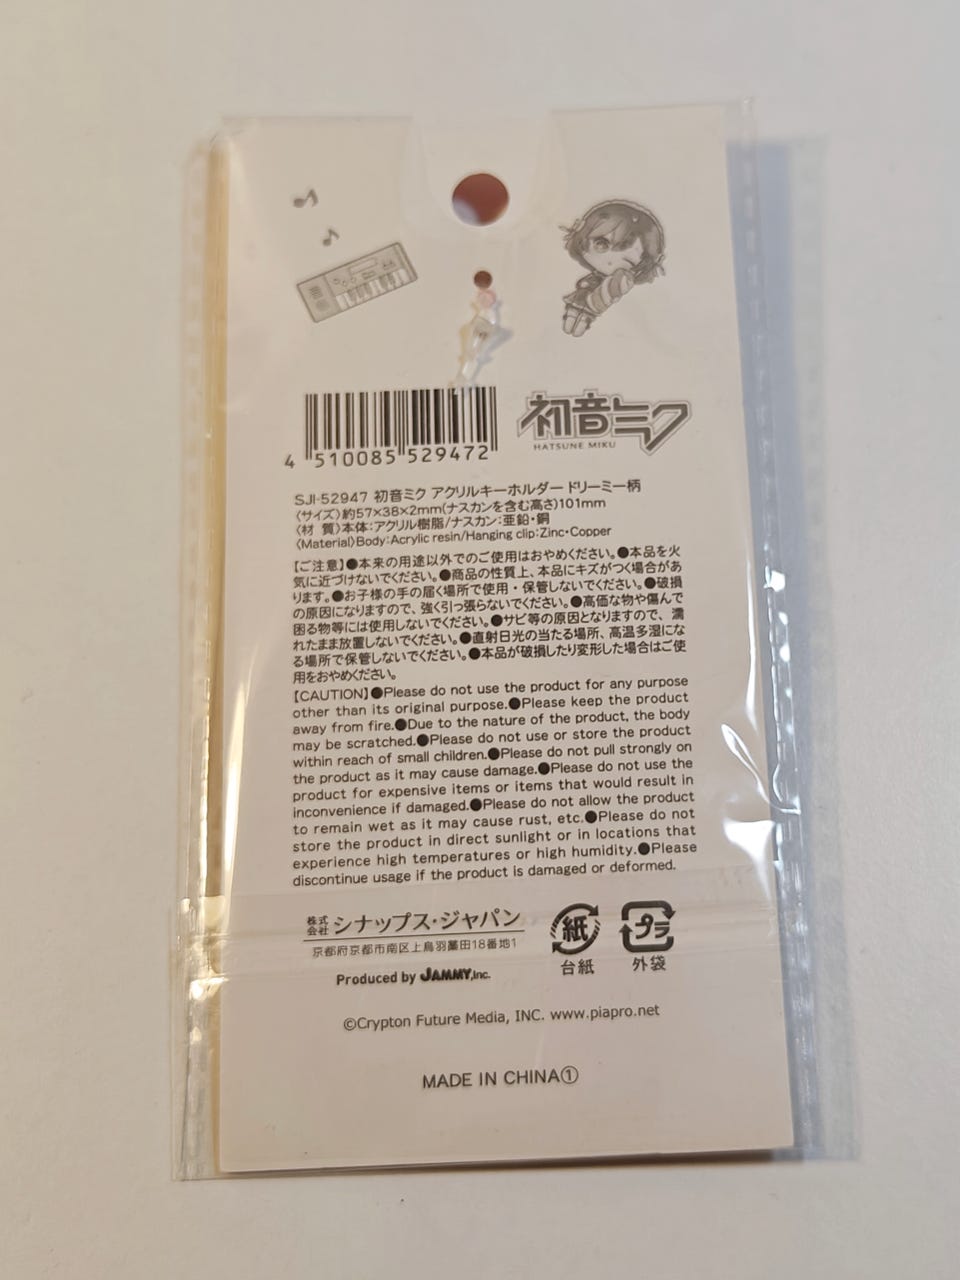 初音ミク
HATSUNE MIKU
4 510085 529472
SJI-52947 初音ミク アクリルキーホルダー ドリーミー柄
〈サイズ〉約57×38×2mm(ナスカンを含む高さ)101mm
〈材 質〉本体:アクリル樹脂/ナスカン:亜鉛・銅
〈Material〉Body:Acrylic resin/Hanging clip:Zinc・Copper
【ご注意】●本来の用途以外でのご使用はおやめください。●本品を火
気に近づけないでください。●商品の性質上、本品にキズがつく場合があ
ります。●お子様の手の届く場所で使用・保管しないでください。●破損
の原因になりますので、強く引っ張らないでください。●高価な物や傷んで
困る物等には使用しないでください。●サビ等の原因となりますので、濡
れたまま放置しないでください。●直射日光の当たる場所、高温多湿にな
る場所で保管しないでください。●本品が破損したり変形した場合はご使
用をおやめください。
【CAUTION】●Please do not use the product for any purpose
other than its original purpose.●Please keep the product
away from fire.●Due to the nature of the product, the body
may be scratched.●Please do not use or store the product
within reach of small children.●Please do not pull strongly on
the product as it may cause damage.●Please do not use the
product for expensive items or items that would result in
inconvenience if damaged.●Please do not allow the product
to remain wet as it may cause rust, etc.●Please do not
store the product in direct sunlight or in locations that
experience high temperatures or high humidity.●Please
discontinue usage if the product is damaged or deformed.
株式会社 シナップス・ジャパン
京都府京都市南区上鳥羽藁田18番地1
Produced by JAMMY,Inc.
紙
台紙
プラ
外袋
©Crypton Future Media, INC. www.piapro.net
MADE IN CHINA①